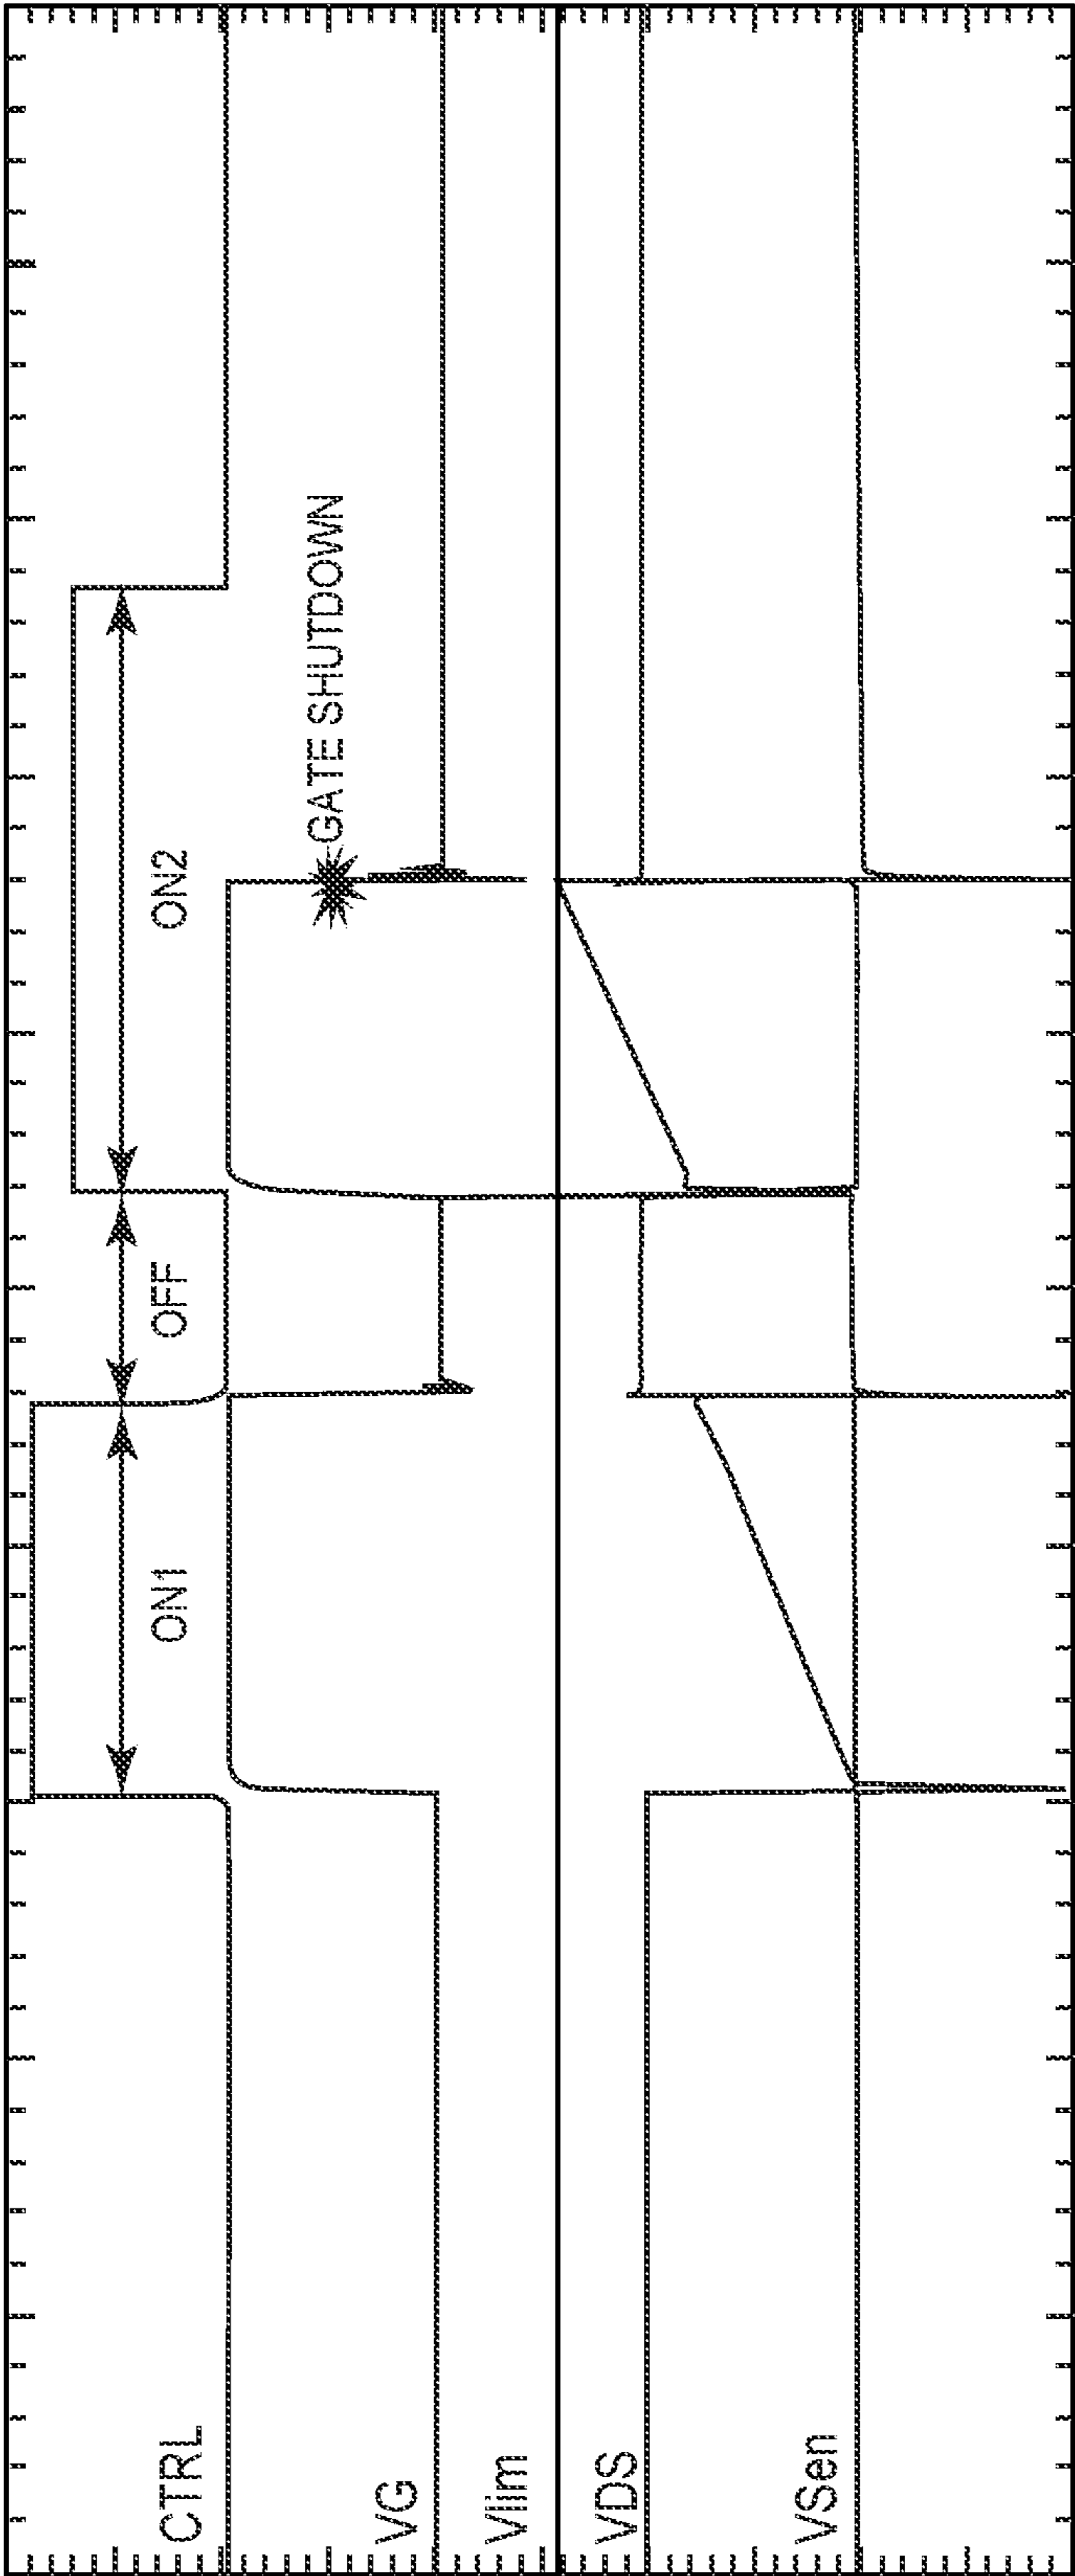 CTRL
ON1
OFF
ON2
VG
GATE SHUTDOWN
Vlim
VDS
VSen